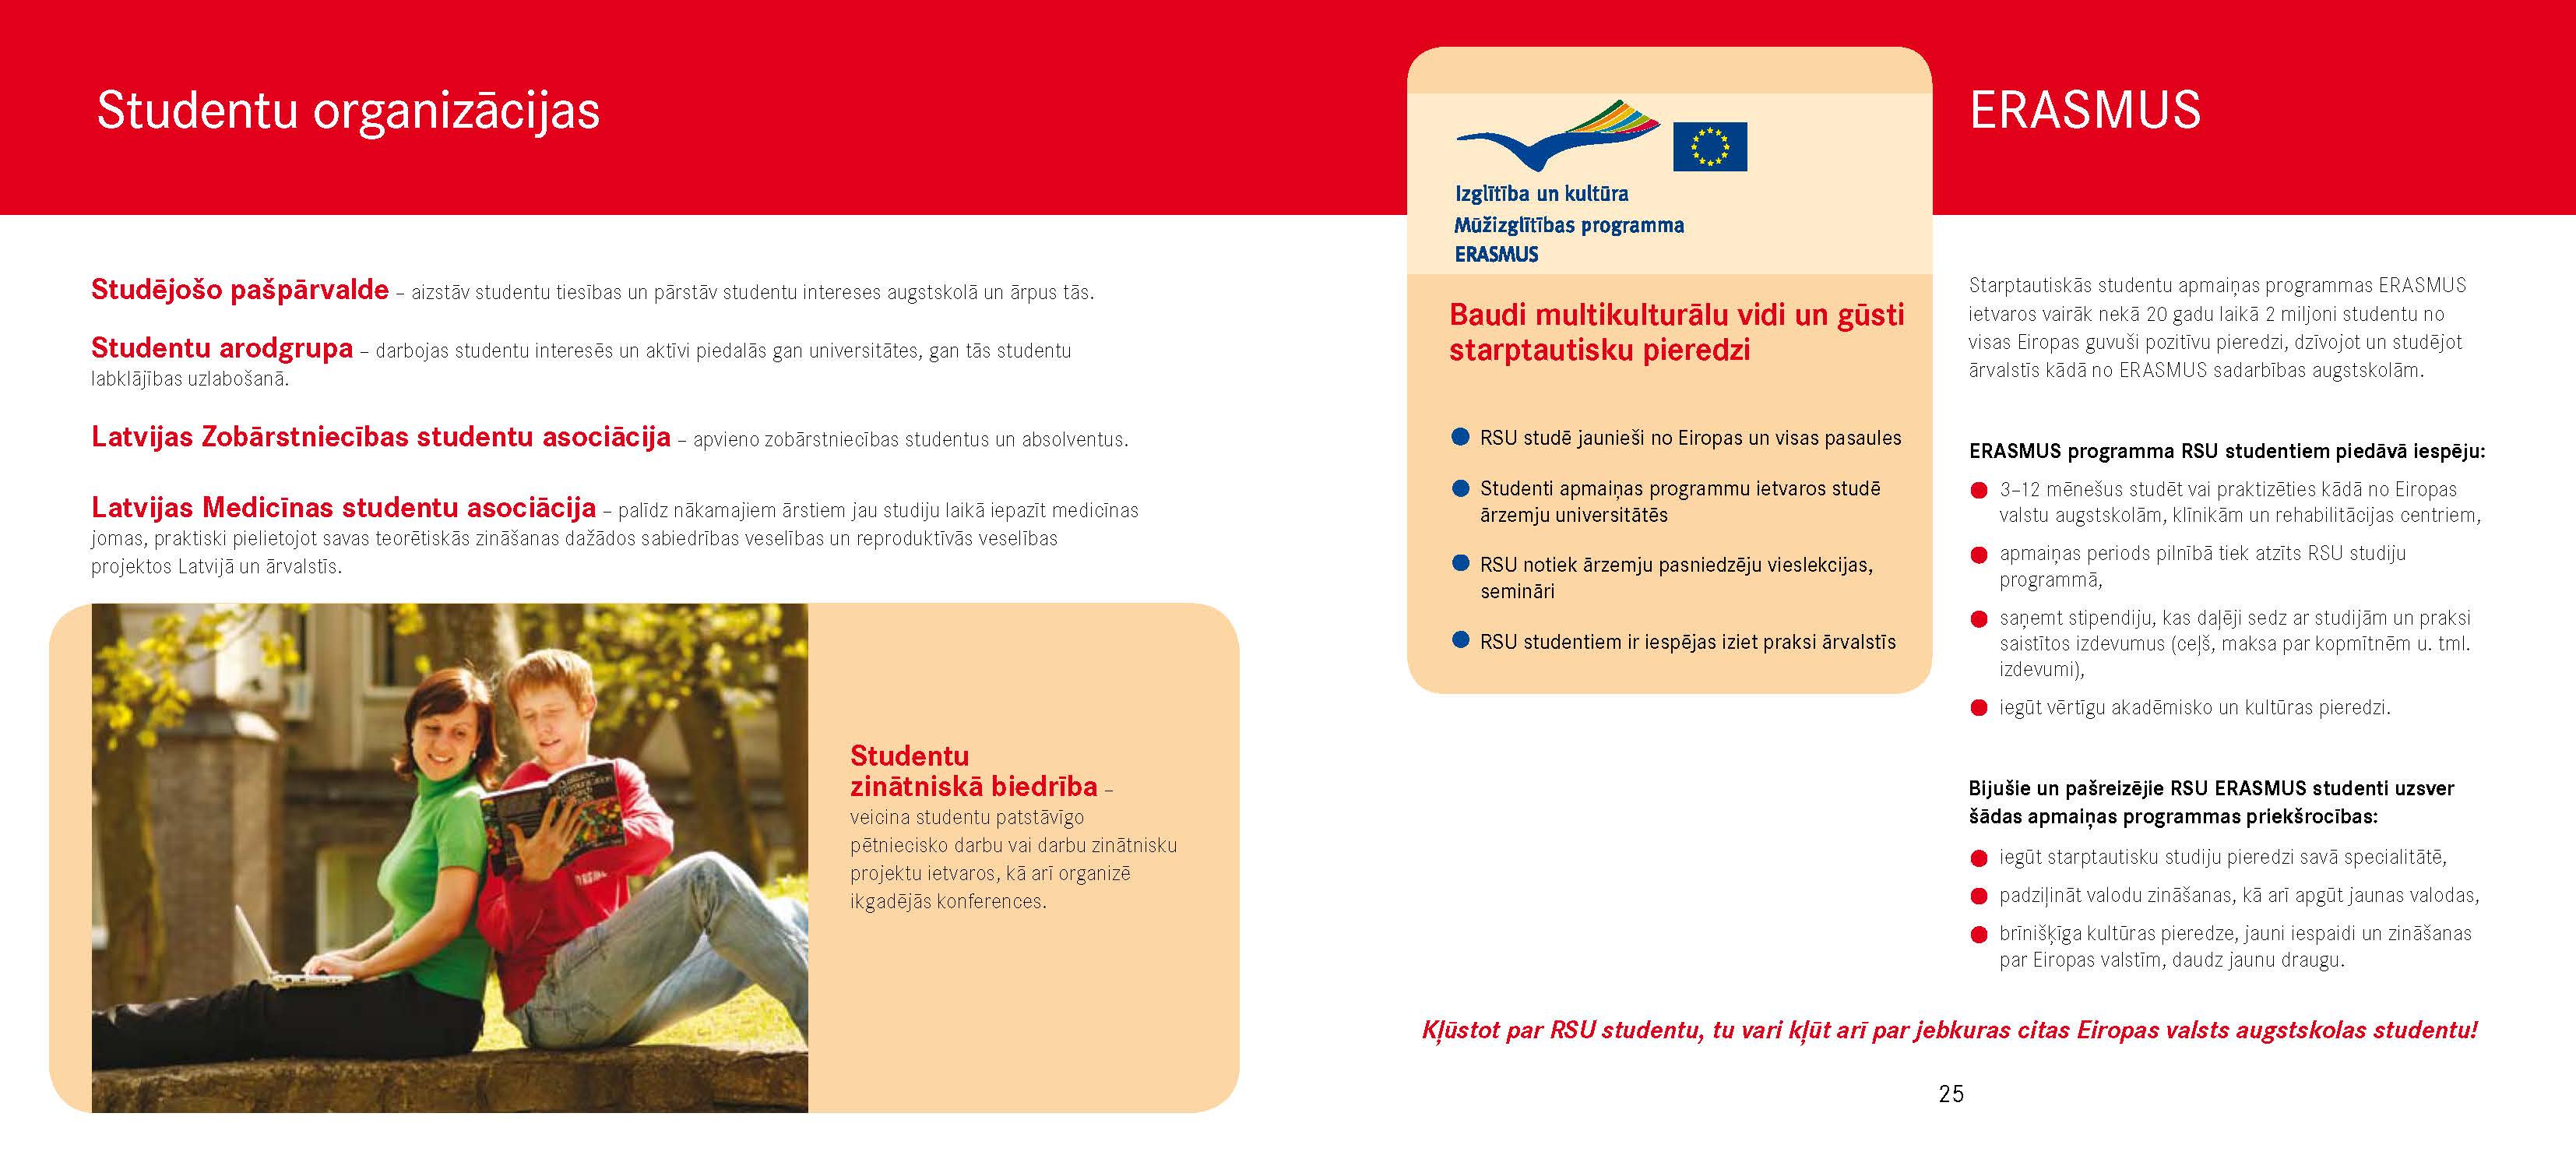 Studentu organizācijas
Studējošo pašpārvalde – aizstāv studentu tiesības un pārstāv studentu intereses augstskolā un ārpus tās.
Studentu arodgrupa – darbojas studentu interesēs un aktīvi piedalās gan universitātes, gan tās studentu
labklājības uzlabošanā.
Latvijas Zobārstniecības studentu asociācija – apvieno zobārstniecības studentus un absolventus.
Latvijas Medicīnas studentu asociācija – palīdz nākamajiem ārstiem jau studiju laikā iepazīt medicīnas
jomas, praktiski pielietojot savas teorētiskās zināšanas dažādos sabiedrības veselības un reproduktīvās veselības
projektos Latvijā un ārvalstīs.
Studentu
zinātniskā biedrība –
veicina studentu patstāvīgo
pētniecisko darbu vai darbu zinātnisku
projektu ietvaros, kā arī organizē
ikgadējās konferences.
Izglītība un kultūra
Mūžizglītības programma
ERASMUS
Baudi multikulturālu vidi un gūsti
starptautisku pieredzi
● RSU studē jaunieši no Eiropas un visas pasaules
● Studenti apmaiņas programmu ietvaros studē
ārzemju universitātēs
● RSU notiek ārzemju pasniedzēju vieslekcijas,
semināri
● RSU studentiem ir iespējas iziet praksi ārvalstīs
ERASMUS
Starptautiskās studentu apmaiņas programmas ERASMUS
ietvaros vairāk nekā 20 gadu laikā 2 miljoni studentu no
visas Eiropas guvuši pozitīvu pieredzi, dzīvojot un studējot
ārvalstīs kādā no ERASMUS sadarbības augstskolām.
ERASMUS programma RSU studentiem piedāvā iespēju:
● 3–12 mēnešus studēt vai praktizēties kādā no Eiropas
valstu augstskolām, klīnikām un rehabilitācijas centriem,
● apmaiņas periods pilnībā tiek atzīts RSU studiju
programmā,
● saņemt stipendiju, kas daļēji sedz ar studijām un praksi
saistītos izdevumus (ceļš, maksa par kopmītnēm u. tml.
izdevumi),
● iegūt vērtīgu akadēmisko un kultūras pieredzi.
Bijušie un pašreizējie RSU ERASMUS studenti uzsver
šādas apmaiņas programmas priekšrocības:
● iegūt starptautisku studiju pieredzi savā specialitātē,
● padziļināt valodu zināšanas, kā arī apgūt jaunas valodas,
● brīnišķīga kultūras pieredze, jauni iespaidi un zināšanas
par Eiropas valstīm, daudz jaunu draugu.
Kļūstot par RSU studentu, tu vari kļūt arī par jebkuras citas Eiropas valsts augstskolas studentu!
25